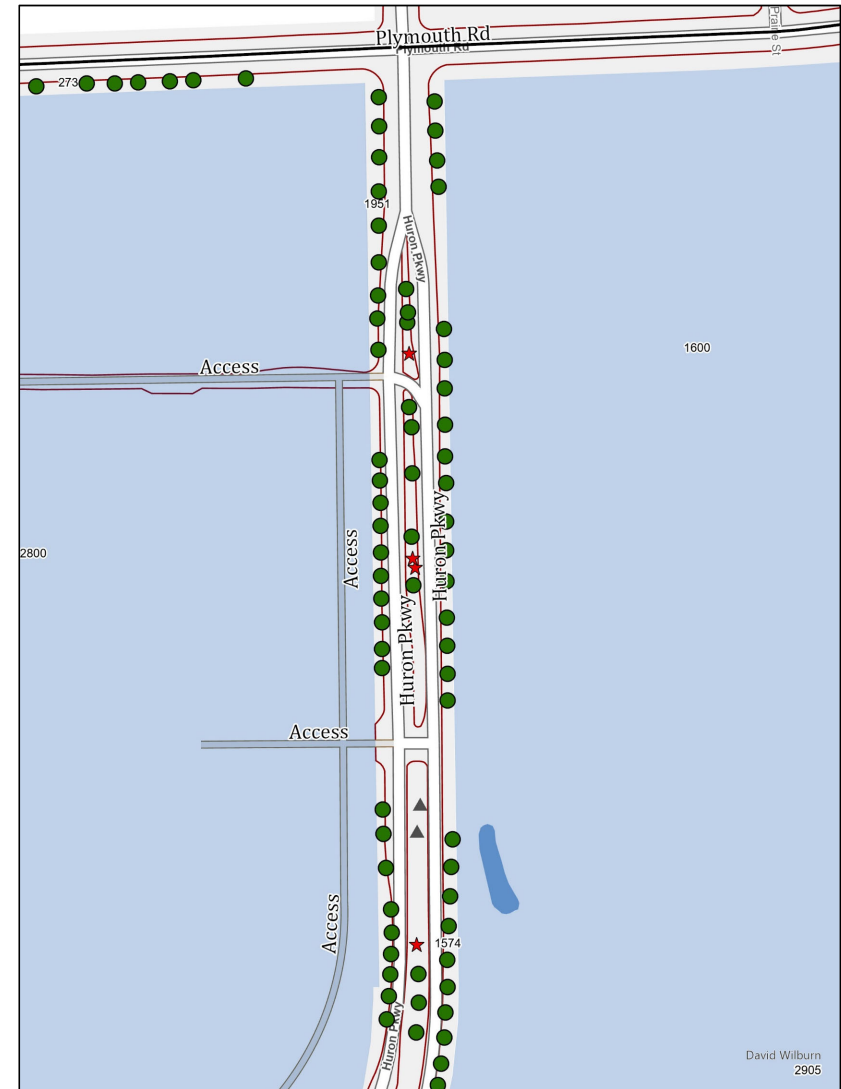 Plymouth Rd
Plymouth Rd
Prairie St
273
1951
Huron Pkwy
1600
Access
Huron Pkwy
Access
2800
Huron Pkwy
Access
Access
1574
Huron Pkwy
David Wilburn
2905